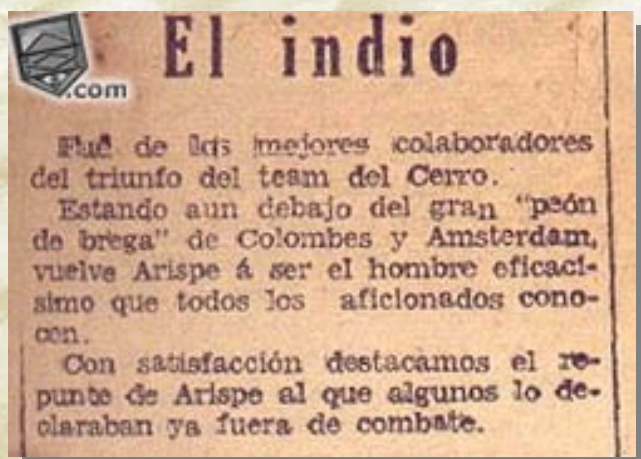 .com
El indio
Fué de los mejores colaboradores
del triunfo del team del Cerro.
Estando aun debajo del gran "peón
de brega" de Colombes y Amsterdam,
vuelve Arispe á ser el hombre eficací-
simo que todos los aficionados cono-
cen.
Con satisfacción destacamos el re-
punte de Arispe al que algunos lo de-
claraban ya fuera de combate.